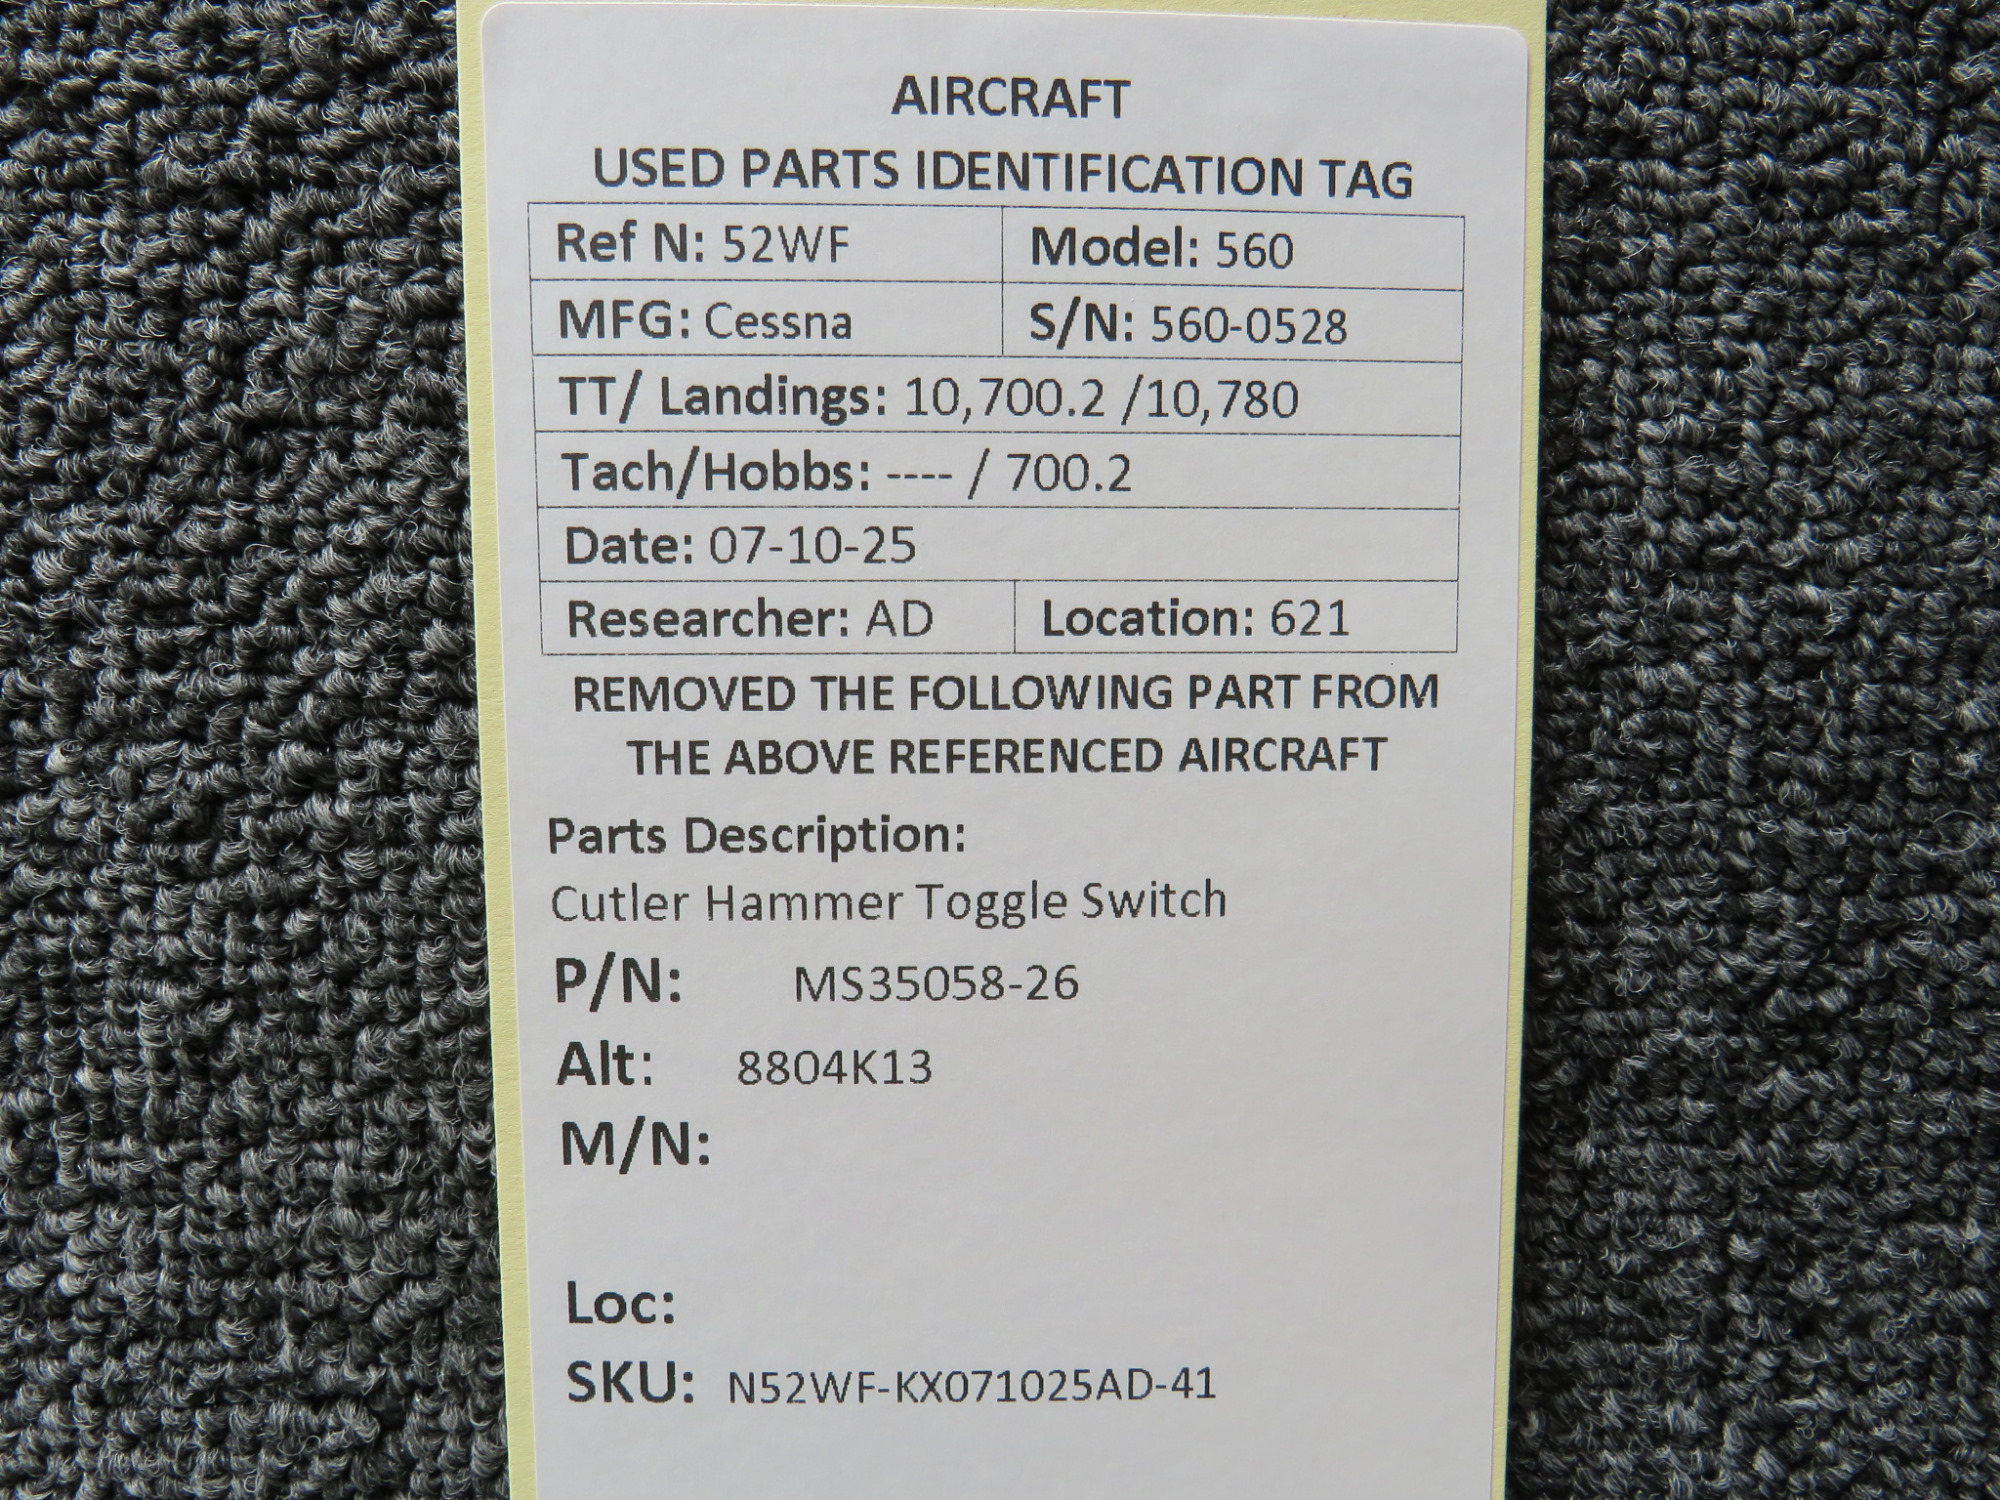 AIRCRAFT
USED PARTS IDENTIFICATION TAG
Ref N: 52WF Model: 560
MFG: Cessna S/N: 560-0528
TT/ Landings: 10,700.2 /10,780
Tach/Hobbs: ---- / 700.2
Date: 07-10-25
Researcher: AD Location: 621
REMOVED THE FOLLOWING PART FROM
THE ABOVE REFERENCED AIRCRAFT
Parts Description:
Cutler Hammer Toggle Switch
P/N: MS35058-26
Alt: 8804K13
M/N:
Loc:
SKU: N52WF-KX071025AD-41